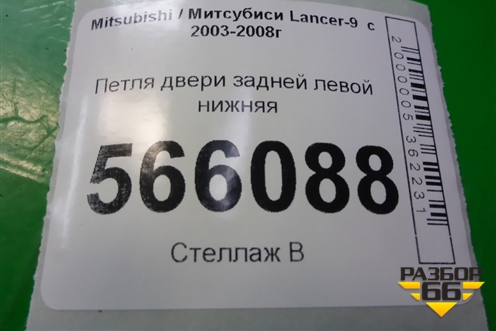 Mitsubishi / Митсубиси Lancer-9 с
2003-2008г
Петля двери задней левой
нижняя
566088
Стеллаж В
2000005362231
РАЗБОР
66